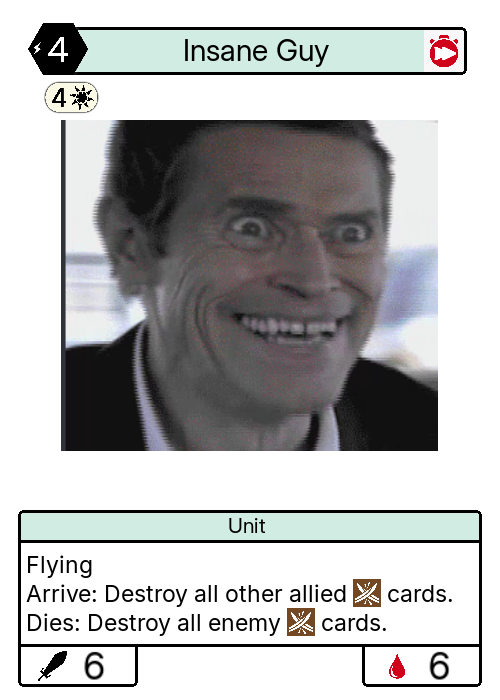 4 Insane Guy
4
Unit
Flying
Arrive: Destroy all other allied cards.
Dies: Destroy all enemy cards.
6 6